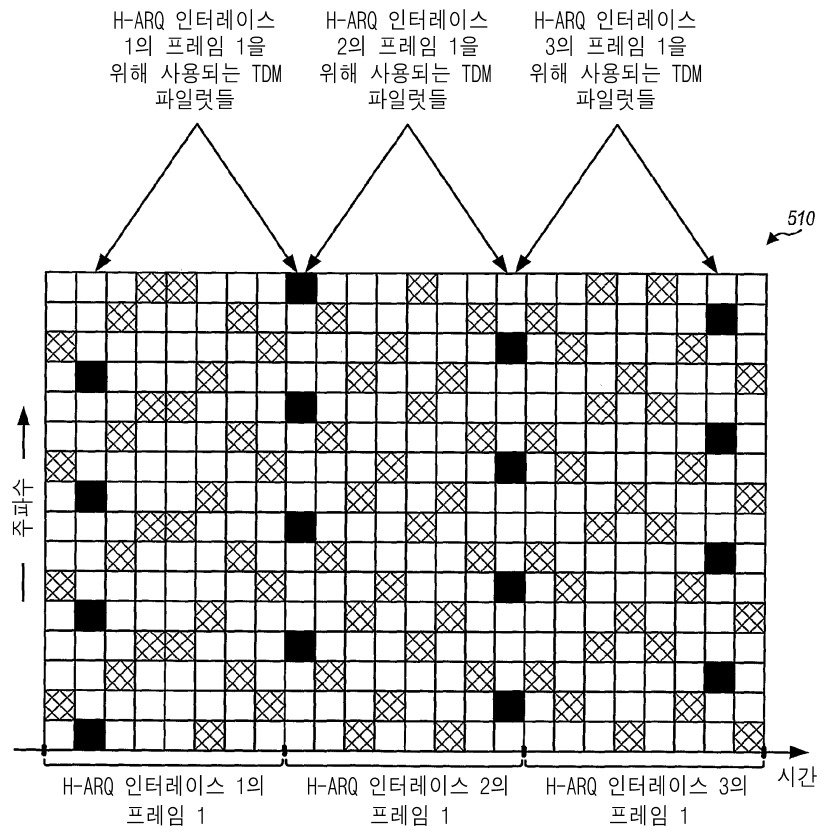 H-ARQ 인터레이스
1의 프레임 1을
위해 사용되는 TDM
파일럿들
H-ARQ 인터레이스
2의 프레임 1을
위해 사용되는 TDM
파일럿들
H-ARQ 인터레이스
3의 프레임 1을
위해 사용되는 TDM
파일럿들
510
주파수
시간
H-ARQ 인터레이스 1의
프레임 1
H-ARQ 인터레이스 2의
프레임 1
H-ARQ 인터레이스 3의
프레임 1